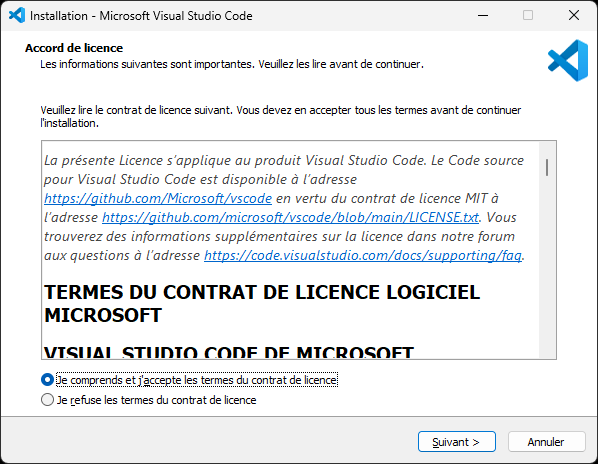 Installation - Microsoft Visual Studio Code
Accord de licence
Les informations suivantes sont importantes. Veuillez les lire avant de continuer.
Veuillez lire le contrat de licence suivant. Vous devez en accepter tous les termes avant de continuer
l'installation.
La présente Licence s'applique au produit Visual Studio Code. Le Code source
pour Visual Studio Code est disponible à l'adresse
https://github.com/Microsoft/vscode en vertu du contrat de licence MIT à
l'adresse https://github.com/microsoft/vscode/blob/main/LICENSE.txt. Vous
trouverez des informations supplémentaires sur la licence dans notre forum
aux questions à l'adresse https://code.visualstudio.com/docs/supporting/faq.
TERMES DU CONTRAT DE LICENCE LOGICIEL
MICROSOFT
VISUAL STUDIO CODE DE MICROSOFT
Je comprends et j'accepte les termes du contrat de licence
Je refuse les termes du contrat de licence
Suivant >
Annuler